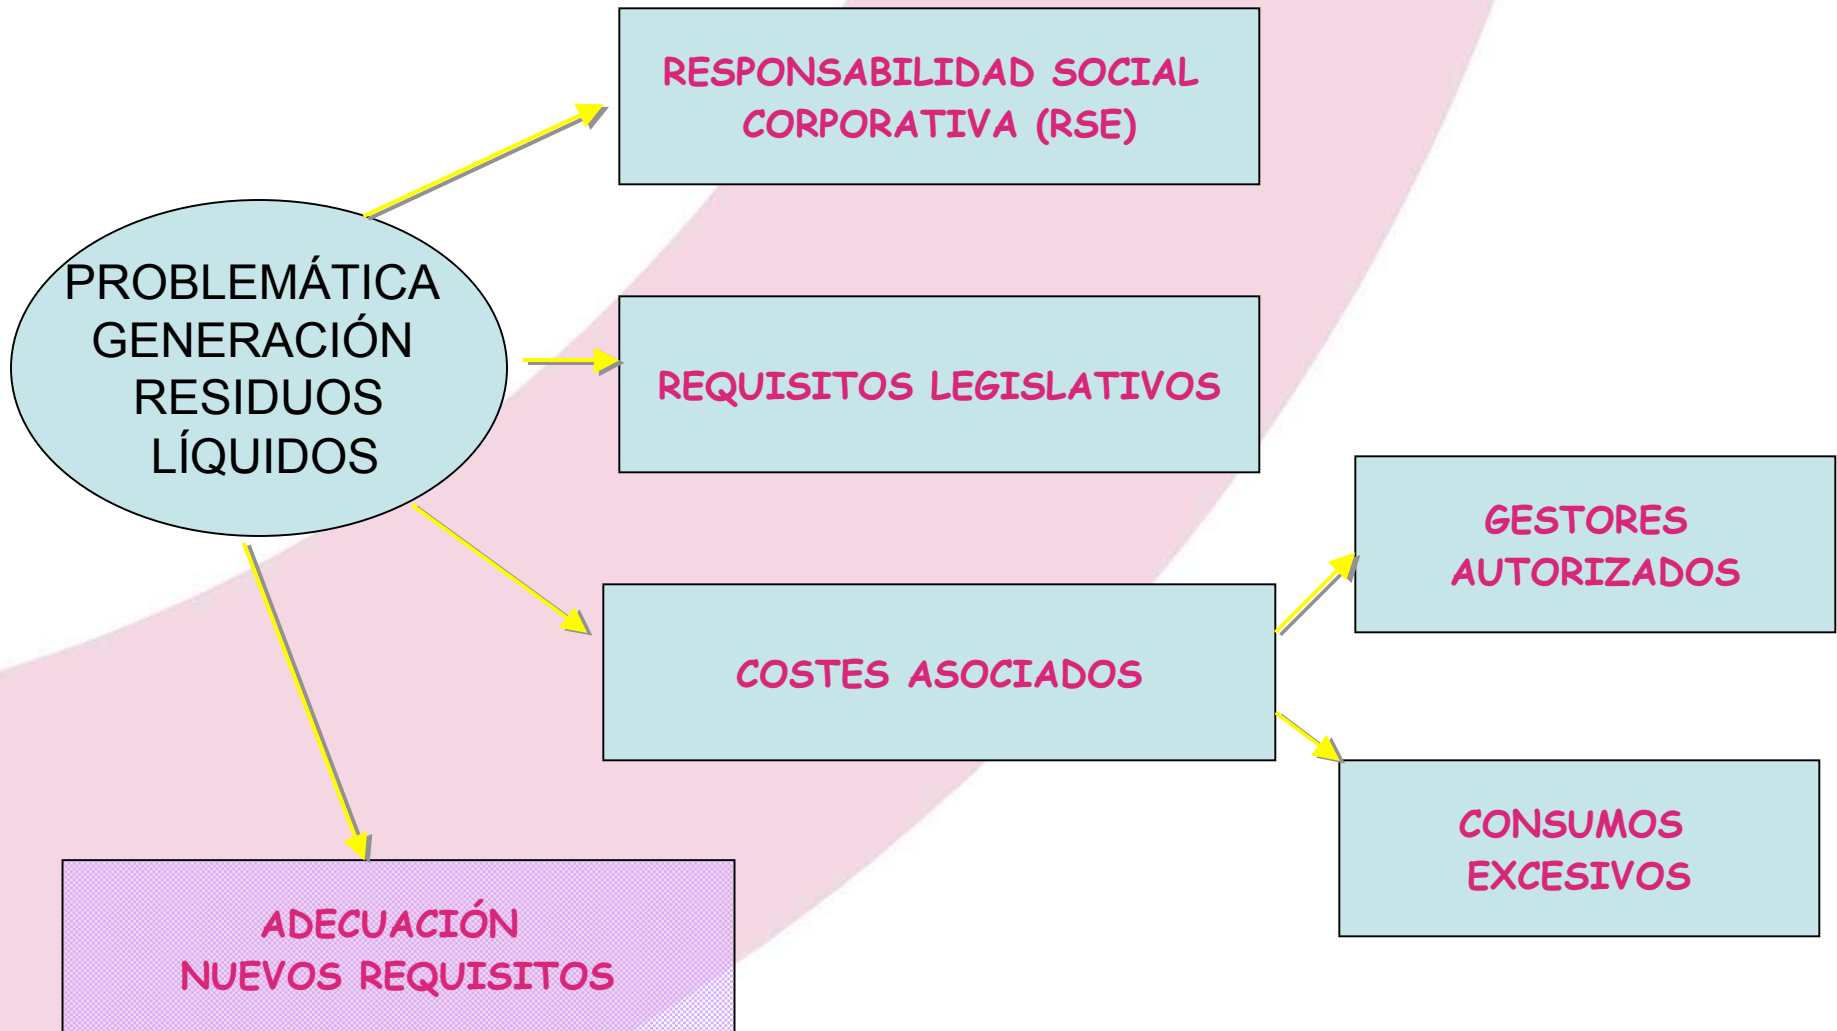 RESPONSABILIDAD SOCIAL
CORPORATIVA (RSE)
PROBLEMÁTICA
GENERACIÓN
RESIDUOS
LÍQUIDOS
REQUISITOS LEGISLATIVOS
GESTORES
AUTORIZADOS
COSTES ASOCIADOS
CONSUMOS
EXCESIVOS
ADECUACIÓN
NUEVOS REQUISITOS